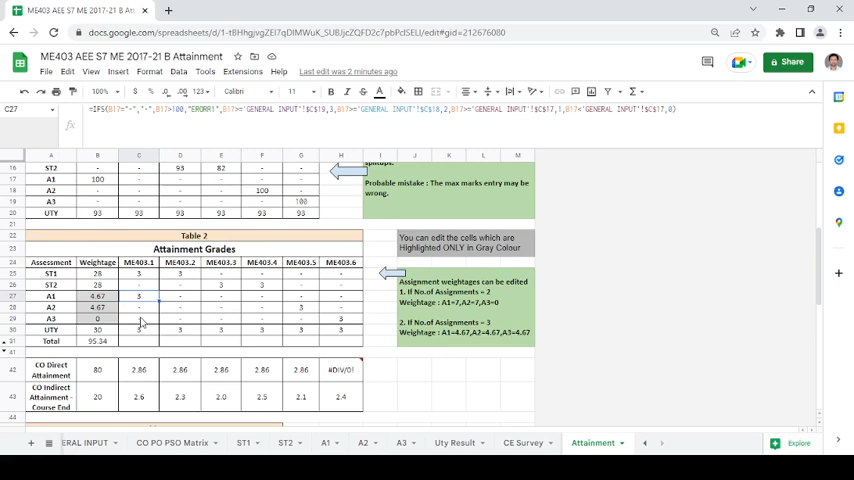 ME403 AEE S7 ME 2017-21 B Att
docs.google.com/spreadsheets/d/1-t8HhgjvgZEI7qDIMWuK_SUBJcZQFD2c7pbPclSELI/edit#gid=212676080
ME403 AEE S7 ME 2017-21 B Attainment
File Edit View Insert Format Data Tools Extensions Help Last edit was 2 minutes ago
Share
100% $ % .0 .00 123 Calibri 11 B I S A
C27 =IFS(B17="-","-",B17>100,"ERORR1",B17>='GENERAL INPUT'!$C$19,3,B17>='GENERAL INPUT'!$C$18,2,B17>='GENERAL INPUT'!$C$17,1,B17<'GENERAL INPUT'!$C$17,0)
A B C D E F G H I J K L M
16 ST2 - - 93 82 - -
17 A1 100 - - - - -
18 A2 - - - 100 -
19 A3 - - - - - 100
20 UTY 93 93 93 93 93 93
Probable mistake : The max marks entry may be
wrong.
21
22 Table 2
23 Attainment Grades
You can edit the cells which are
Highlighted ONLY in Gray Colour
24 Assessment Weightage ME403.1 ME403.2 ME403.3 ME403.4 ME403.5 ME403.6
25 ST1 28 3 3 - - - -
26 ST2 28 - - 3 3 - -
27 A1 4.67 3 - - - - -
28 A2 4.67 - - - - 3 -
29 A3 0 - - - - 3
30 UTY 30 3 3 3 3 3 3
31 Total 95.34
Assignment weightages can be edited
1. If No.of Assignments = 2
Weightage : A1=7,A2=7,A3=0
2. If No.of Assignments = 3
Weightage : A1=4.67,A2=4.67,A3=4.67
41
42 CO Direct Attainment 80 2.86 2.86 2.86 2.86 2.86 #DIV/0!
43 CO Indirect Attainment - Course End 20 2.6 2.3 2.0 2.5 2.1 2.4
44
ERAL INPUT CO PO PSO Matrix ST1 ST2 A1 A2 A3 Uty Result CE Survey Attainment Explore